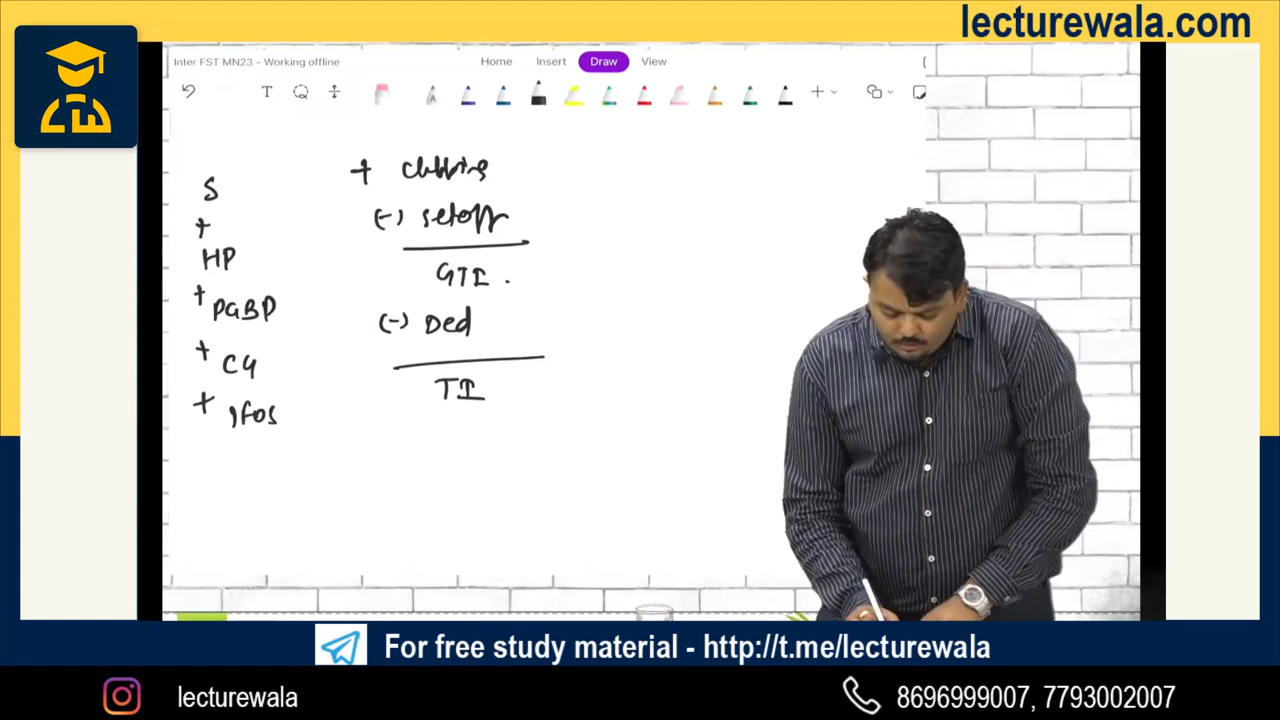 lecturewala.com
Inter FST MN23 - Working offline
Home
Insert
Draw
View
S
+
HP
+ PGBP
+ CG
+ IFOS
+ Clubbing
(-) Setoff
GTI .
(-) Ded
TI
For free study material - http://t.me/lecturewala
lecturewala
8696999007, 7793002007